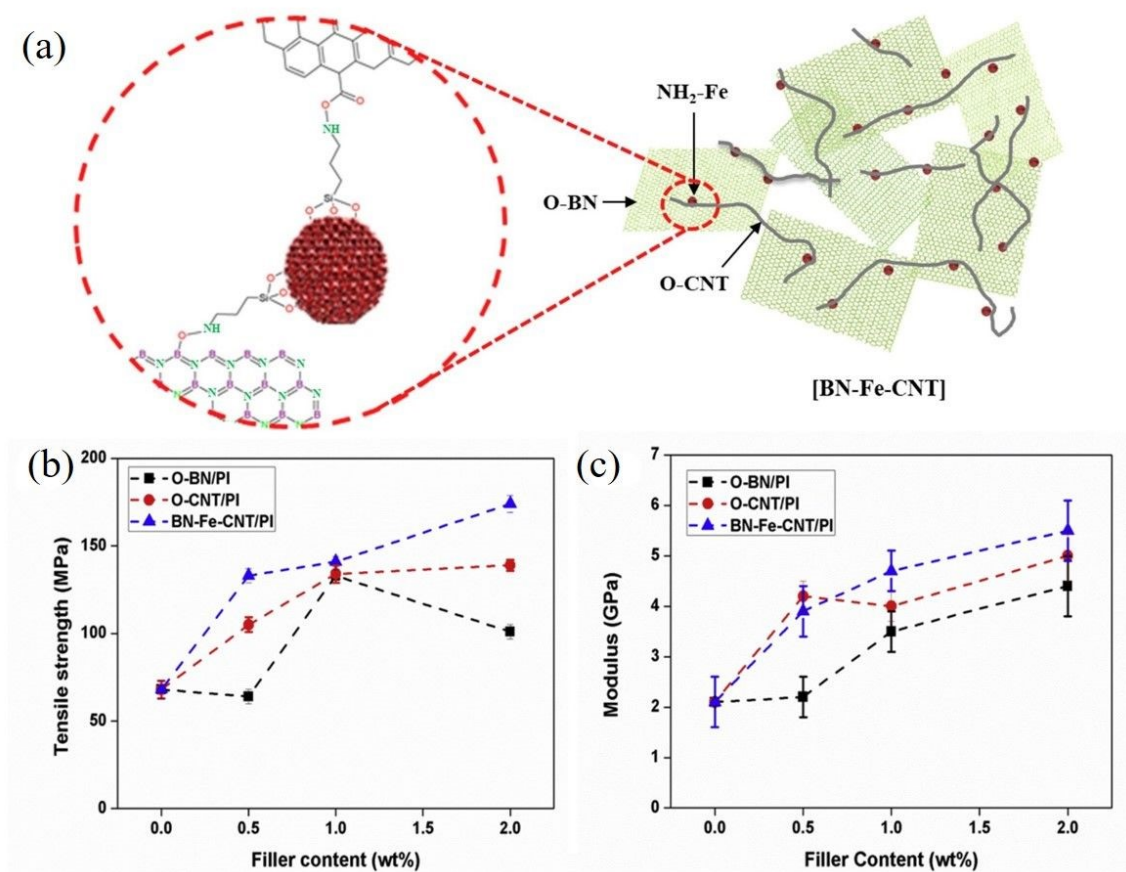 (a)
NH
Si
O
O
O
O
NH₂-Fe
O-BN
O-CNT
[BN-Fe-CNT]
(b)
O-BN/PI
O-CNT/PI
BN-Fe-CNT/PI
200
150
100
50
0
Tensile strength (MPa)
0.0 0.5 1.0 1.5 2.0
Filler content (wt%)
(c)
O-BN/PI
O-CNT/PI
BN-Fe-CNT/PI
7
6
5
4
3
2
1
0
Modulus (GPa)
0.0 0.5 1.0 1.5 2.0
Filler Content (wt%)